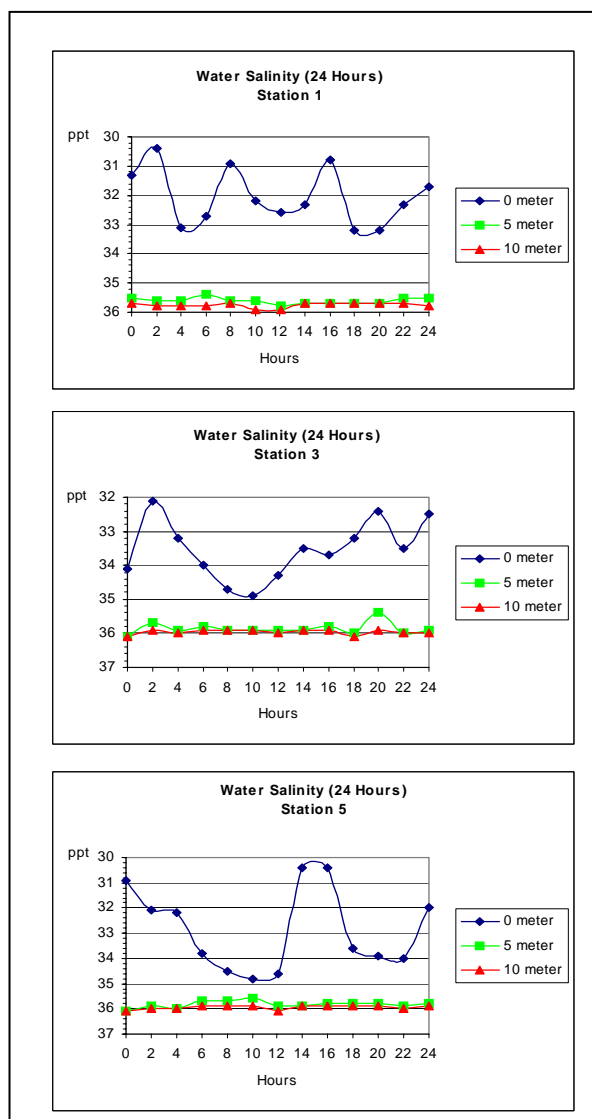 Water Salinity (24 Hours)
Station 1
ppt
30
31
32
33
34
35
36
0 2 4 6 8 10 12 14 16 18 20 22 24
Hours
0 meter
5 meter
10 meter
Water Salinity (24 Hours)
Station 3
ppt
32
33
34
35
36
37
0 2 4 6 8 10 12 14 16 18 20 22 24
Hours
0 meter
5 meter
10 meter
Water Salinity (24 Hours)
Station 5
ppt
30
31
32
33
34
35
36
37
0 2 4 6 8 10 12 14 16 18 20 22 24
Hours
0 meter
5 meter
10 meter